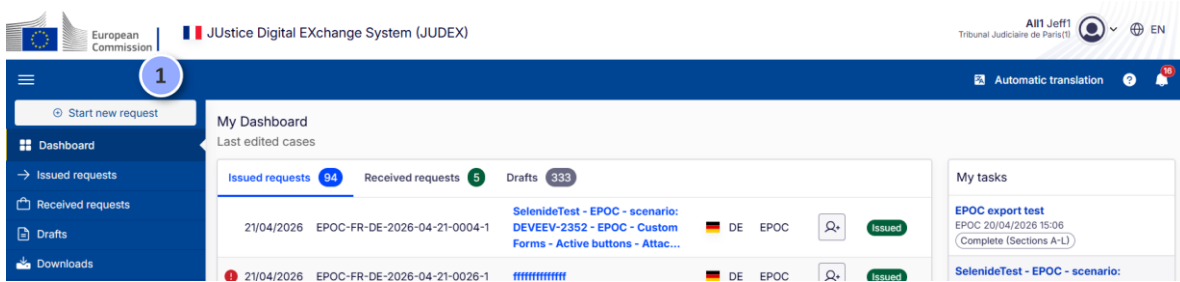 European
Commission
JUstice Digital EXchange System (JUDEX)
All1 Jeff1
Tribunal Judiciaire de Paris(1)
EN
1
Automatic translation
?
16
Start new request
Dashboard
Issued requests
Received requests
Drafts
Downloads
My Dashboard
Last edited cases
Issued requests 94 Received requests 5 Drafts 333
21/04/2026 EPOC-FR-DE-2026-04-21-0004-1
SelenideTest - EPOC - scenario:
DEVEEV-2352 - EPOC - Custom
Forms - Active buttons - Attac...
DE EPOC Issued
! 21/04/2026 EPOC-FR-DE-2026-04-21-0026-1 DE EPOC Issued
My tasks
EPOC export test
EPOC 20/04/2026 15:06
Complete (Sections A-L)
SelenideTest - EPOC - scenario: